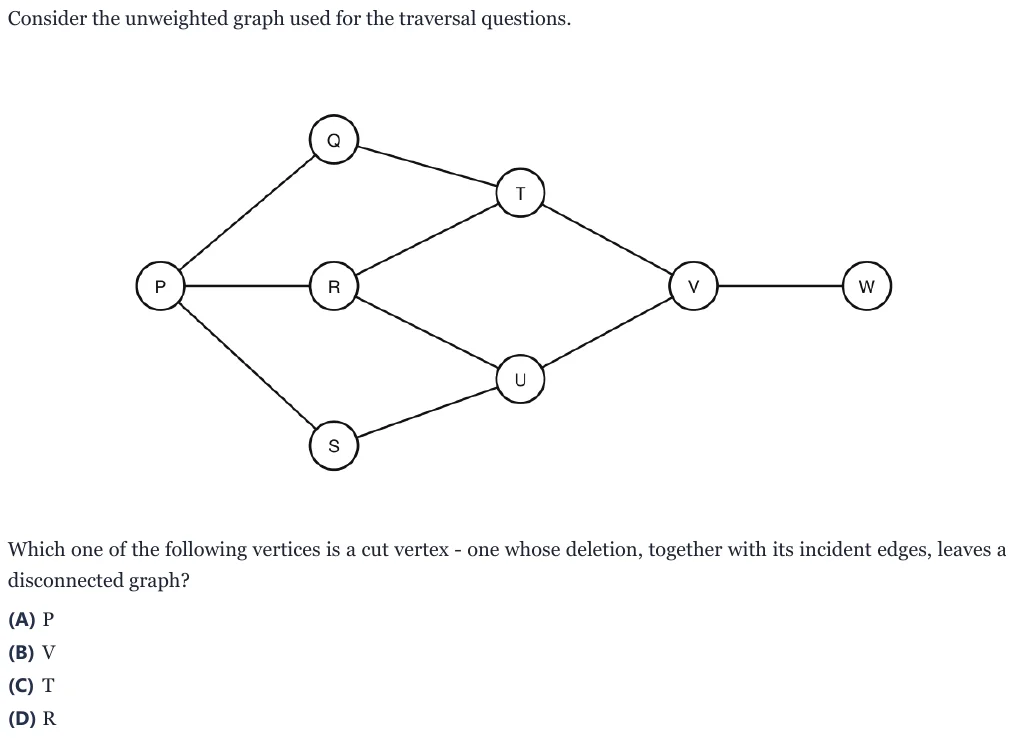 Consider the unweighted graph used for the traversal questions.
Q
T
P
R
V
W
U
S
Which one of the following vertices is a cut vertex - one whose deletion, together with its incident edges, leaves a
disconnected graph?
(A) P
(B) V
(C) T
(D) R